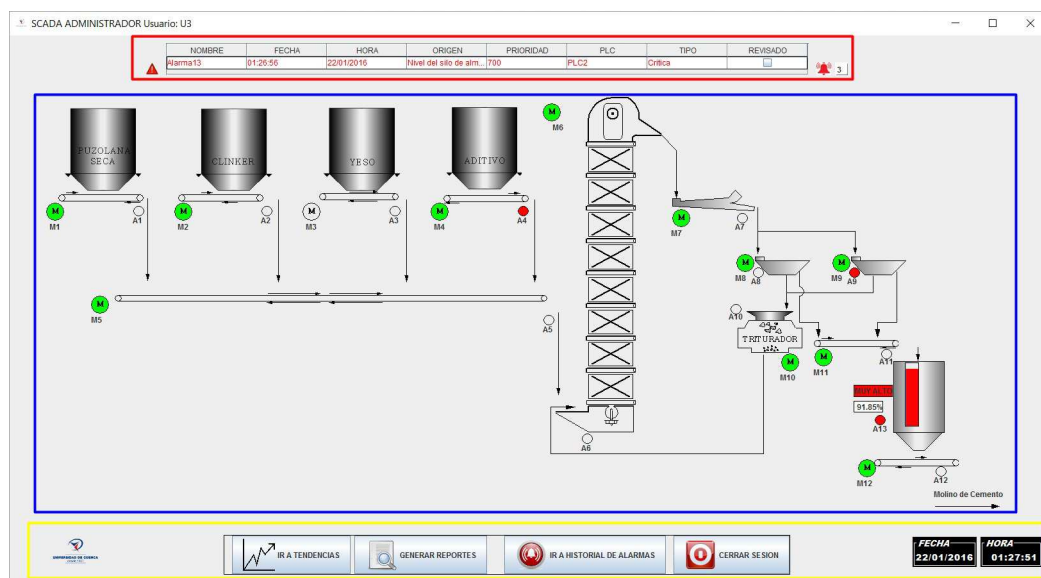 SCADA ADMINISTRADOR Usuario: U3
NOMBRE FECHA HORA ORIGEN PRIORIDAD PLC TIPO REVISADO
Alarma13 01:26:56 22/01/2016 Nivel del silo de alm... 700 PLC2 Crítica
3
M M6
PUZOLANA SECA
CLINKER
YESO
ADITIVO
M M1 A1
M M2 A2
M M3 A3
M M4 A4
M M7 A7
M M8 A8
M M9 A9
M M5
A5
A10
TRITURADOR
M M10
M M11
A11
MUY ALTO
91.85%
A13
A6
M M12
A12
Molino de Cemento
UNIVERSIDAD DE CUENCA
IR A TENDENCIAS
GENERAR REPORTES
IR A HISTORIAL DE ALARMAS
CERRAR SESION
FECHA HORA
22/01/2016 01:27:51